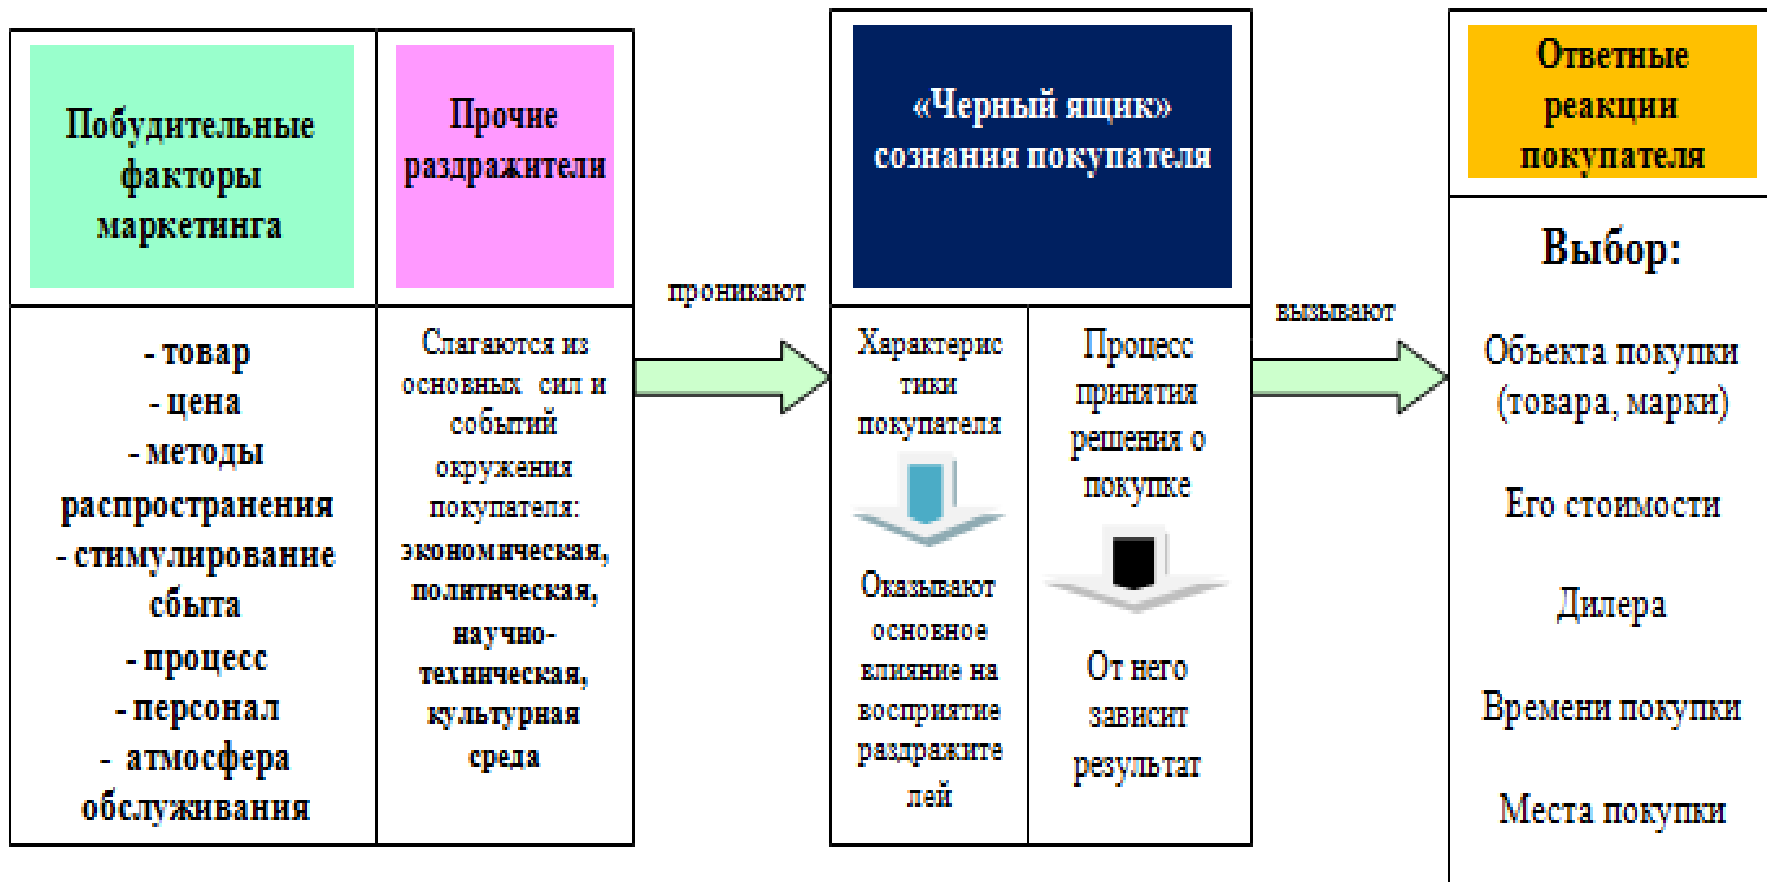 Побудительные
факторы
маркетинга
- товар
- цена
- методы
распространения
- стимулирование
сбыта
- процесс
- персонал
- атмосфера
обслуживания
Прочие
раздражители
Слагаются из
основных сил и
событий
окружения
покупателя:
экономическая,
политическая,
научно-
техническая,
культурная
среда
проникают
«Черный ящик»
сознания покупателя
Характерис
тики
покупателя
Оказывают
основное
влияние на
восприятие
раздражите
лей
Процесс
принятия
решения о
покупке
От него
зависит
результат
вызывают
Ответные
реакции
покупателя
Выбор:
Объекта покупки
(товара, марки)
Его стоимости
Дилера
Времени покупки
Места покупки